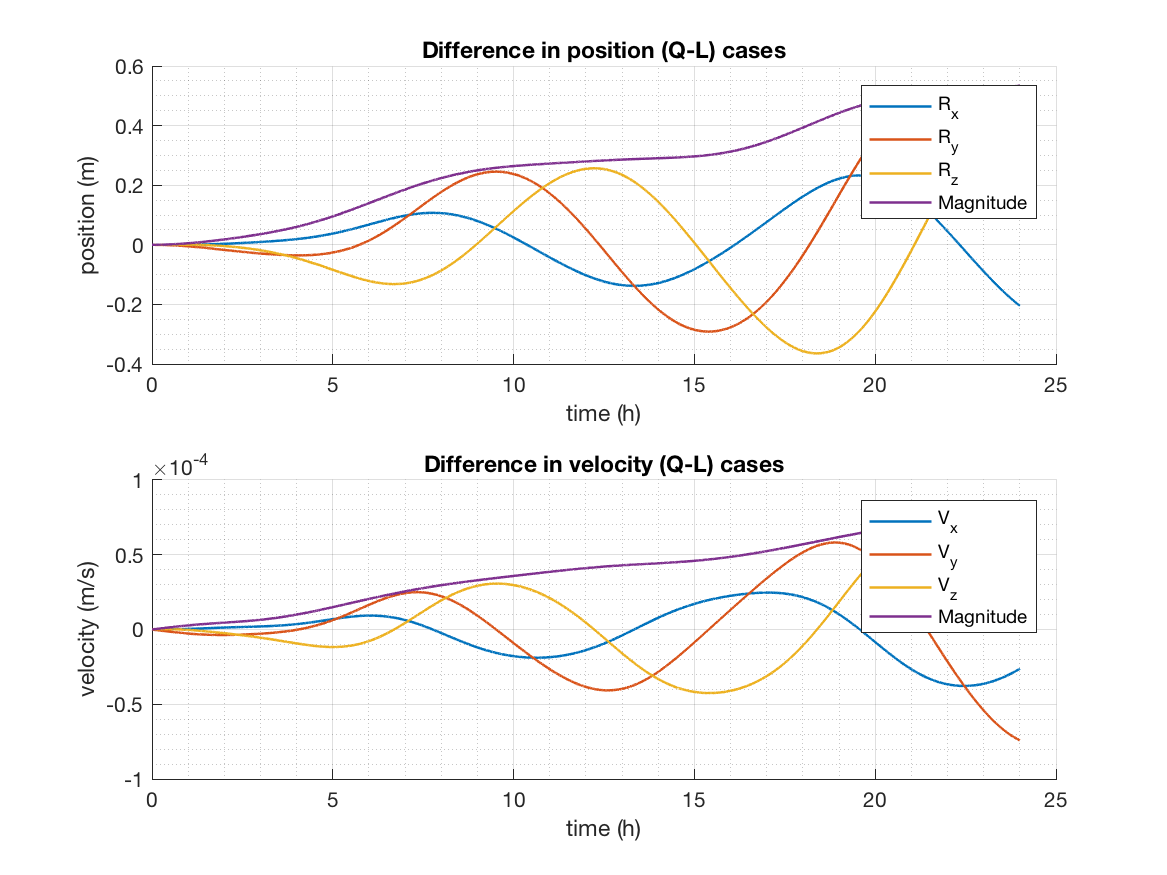 Difference in position (Q-L) cases
0.6
0.4
0.2
0
-0.2
-0.4
position (m)
0 5 10 15 20 25
time (h)
R_x
R_y
R_z
Magnitude
Difference in velocity (Q-L) cases
×10^-4
1
0.5
0
-0.5
-1
velocity (m/s)
0 5 10 15 20 25
time (h)
V_x
V_y
V_z
Magnitude